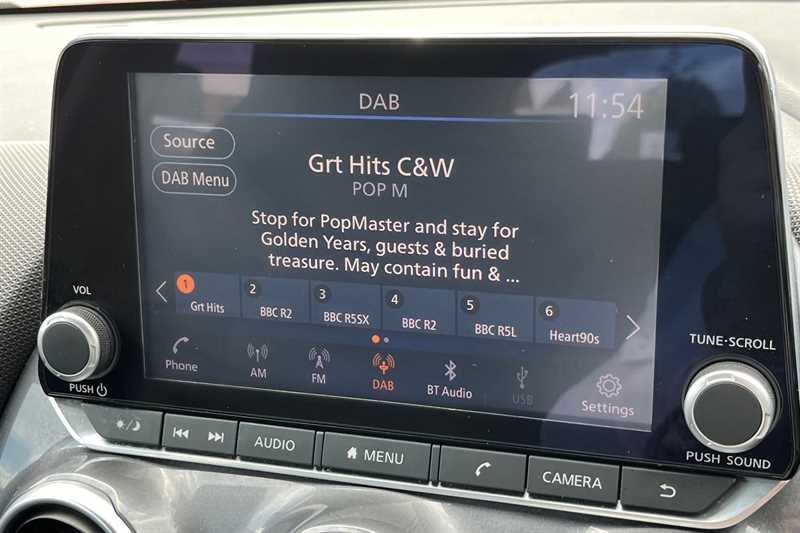 DAB
11:54
Source
DAB Menu
Grt Hits C&W
POP M
Stop for PopMaster and stay for
Golden Years, guests & buried
treasure. May contain fun & ...
1 2 3 4 5 6
Grt Hits BBC R2 BBC R5SX BBC R2 BBC R5L Heart90s
Phone AM FM DAB BT Audio USB Settings
VOL
PUSH
TUNE·SCROLL
PUSH SOUND
AUDIO MENU CAMERA